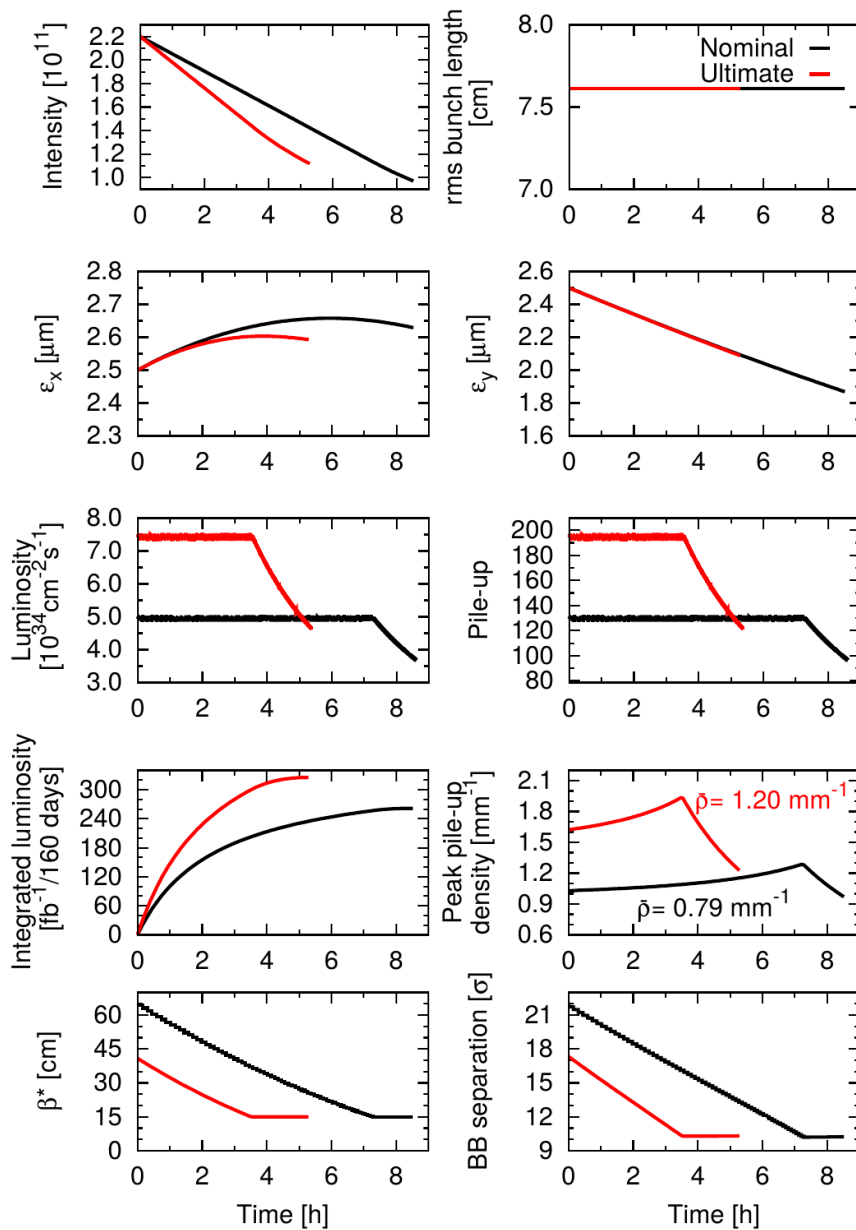 Intensity [10^11]
2.2
2.0
1.8
1.6
1.4
1.2
1.0
0 2 4 6 8
rms bunch length
[cm]
8.0
7.5
7.0
Nominal
Ultimate
0 2 4 6 8
ε_x [μm]
2.8
2.7
2.6
2.5
2.4
2.3
0 2 4 6 8
ε_y [μm]
2.6
2.4
2.2
2.0
1.8
1.6
0 2 4 6 8
Luminosity
[10^34 cm^-2 s^-1]
8.0
7.0
6.0
5.0
4.0
3.0
0 2 4 6 8
Pile-up
200
180
160
140
120
100
80
0 2 4 6 8
Integrated luminosity
[fb^-1/160 days]
300
240
180
120
60
0
0 2 4 6 8
Peak pile-up
density [mm^-1]
2.1
1.8
1.5
1.2
0.9
0.6
ρ̄= 1.20 mm^-1
ρ̄= 0.79 mm^-1
0 2 4 6 8
β* [cm]
60
45
30
15
0
0 2 4 6 8
Time [h]
BB separation [σ]
21
18
15
12
9
0 2 4 6 8
Time [h]